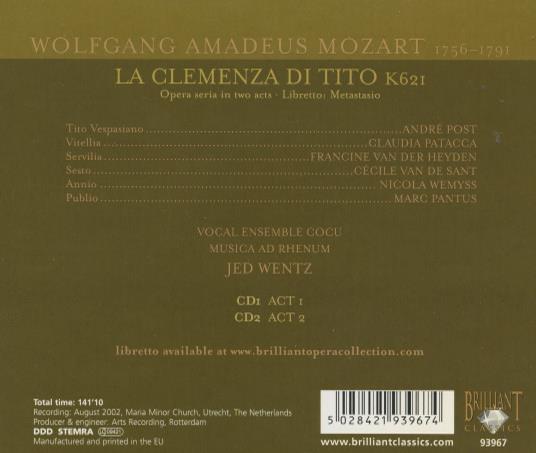 WOLFGANG AMADEUS MOZART 1756–1791
LA CLEMENZA DI TITO K621
Opera seria in two acts · Libretto: Metastasio
Tito Vespasiano ANDRÉ POST
Vitellia CLAUDIA PATACCA
Servilia FRANCINE VAN DER HEYDEN
Sesto CÉCILE VAN DE SANT
Annio NICOLA WEMYSS
Publio MARC PANTUS
VOCAL ENSEMBLE COCU
MUSICA AD RHENUM
JED WENTZ
CD1 ACT 1
CD2 ACT 2
libretto available at www.brilliantoperacollection.com
Total time: 141'10
Recording: August 2002, Maria Minor Church, Utrecht, The Netherlands
Producer & engineer: Arts Recording, Rotterdam
DDD STEMRA LC 09421
Manufactured and printed in the EU
5 028421 939674
www.brilliantclassics.com
BRILLIANT
CLASSICS
93967